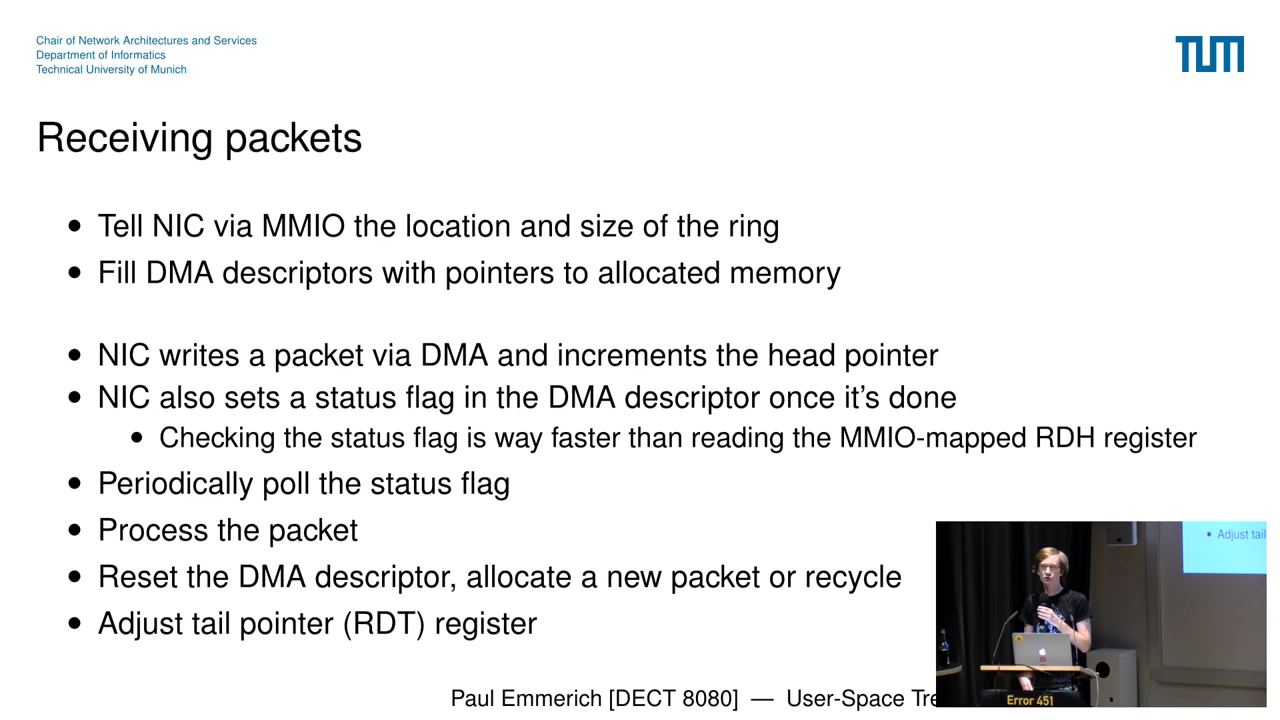 Chair of Network Architectures and Services
Department of Informatics
Technical University of Munich
TUM
Receiving packets
• Tell NIC via MMIO the location and size of the ring
• Fill DMA descriptors with pointers to allocated memory
• NIC writes a packet via DMA and increments the head pointer
• NIC also sets a status flag in the DMA descriptor once it's done
• Checking the status flag is way faster than reading the MMIO-mapped RDH register
• Periodically poll the status flag
• Process the packet
• Reset the DMA descriptor, allocate a new packet or recycle
• Adjust tail pointer (RDT) register
• Adjust tail
Error 451
Paul Emmerich [DECT 8080] — User-Space